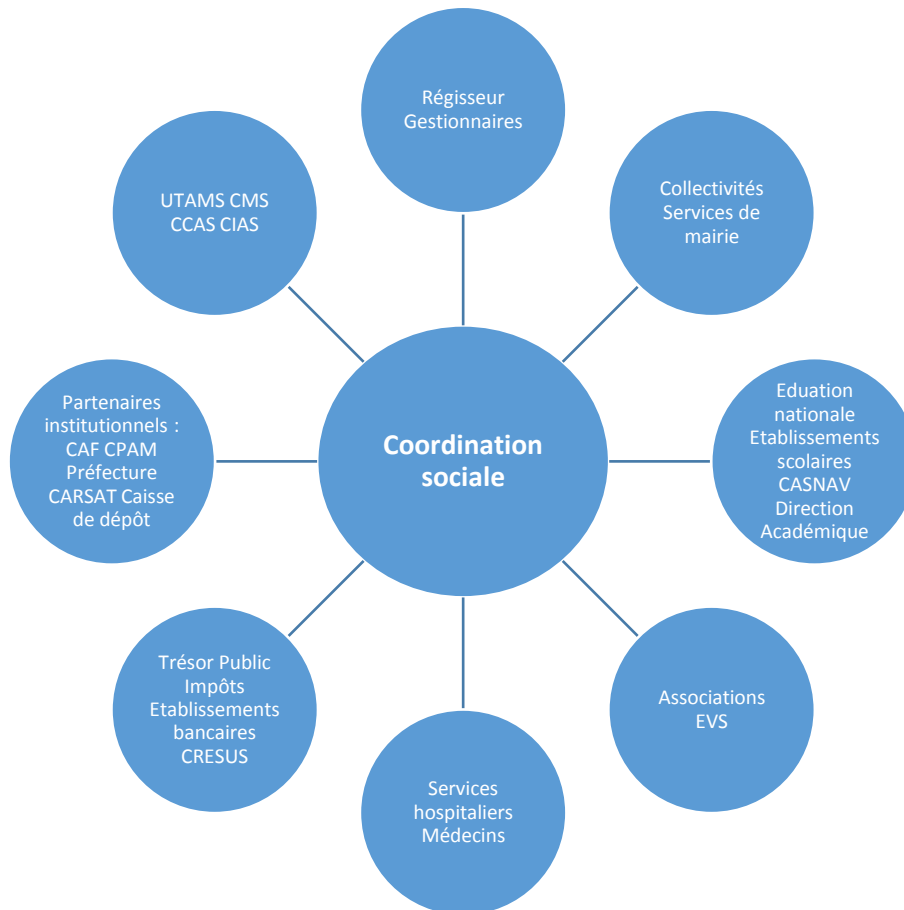 Régisseur
Gestionnaires
Collectivités
Services de
mairie
Eduation
nationale
Etablissements
scolaires
CASNAV
Direction
Académique
Associations
EVS
Services
hospitaliers
Médecins
Trésor Public
Impôts
Etablissements
bancaires
CRESUS
Partenaires
institutionnels :
CAF CPAM
Préfecture
CARSAT Caisse
de dépôt
UTAMS CMS
CCAS CIAS
Coordination
sociale